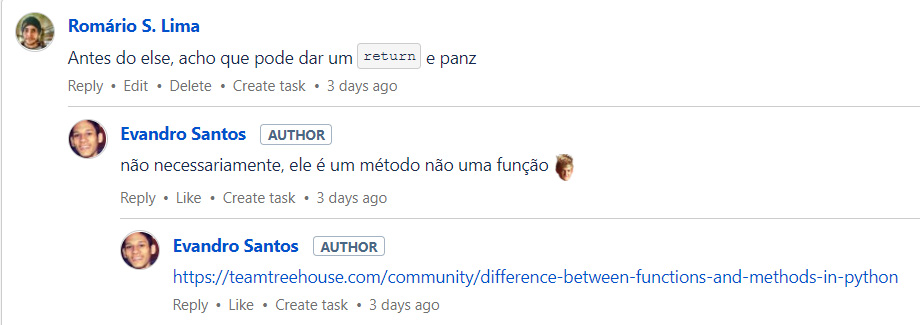 Romário S. Lima
Antes do else, acho que pode dar um return e panz
Reply • Edit • Delete • Create task • 3 days ago
Evandro Santos AUTHOR
não necessariamente, ele é um método não uma função
Reply • Like • Create task • 3 days ago
Evandro Santos AUTHOR
https://teamtreehouse.com/community/difference-between-functions-and-methods-in-python
Reply • Like • Create task • 3 days ago